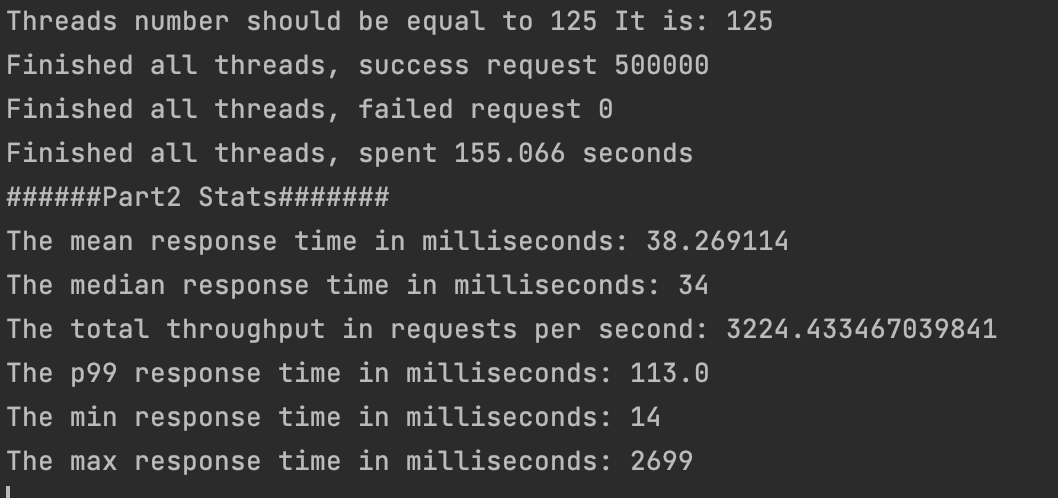 Threads number should be equal to 125 It is: 125
Finished all threads, success request 500000
Finished all threads, failed request 0
Finished all threads, spent 155.066 seconds
######Part2 Stats#######
The mean response time in milliseconds: 38.269114
The median response time in milliseconds: 34
The total throughput in requests per second: 3224.433467039841
The p99 response time in milliseconds: 113.0
The min response time in milliseconds: 14
The max response time in milliseconds: 2699